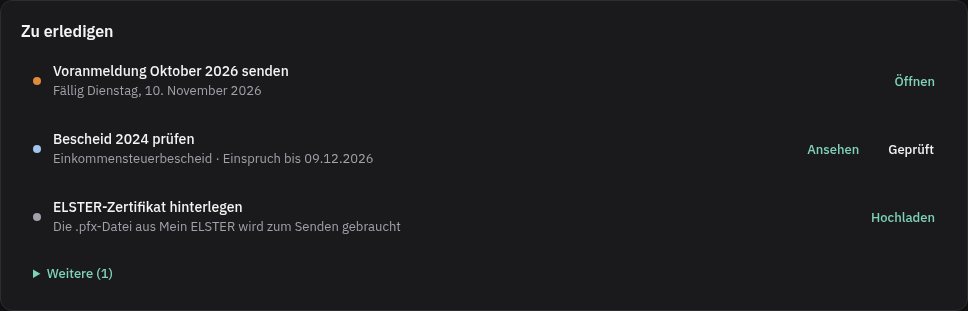 Zu erledigen
Voranmeldung Oktober 2026 senden
Fällig Dienstag, 10. November 2026
Öffnen
Bescheid 2024 prüfen
Einkommensteuerbescheid · Einspruch bis 09.12.2026
Ansehen Geprüft
ELSTER-Zertifikat hinterlegen
Die .pfx-Datei aus Mein ELSTER wird zum Senden gebraucht
Hochladen
Weitere (1)